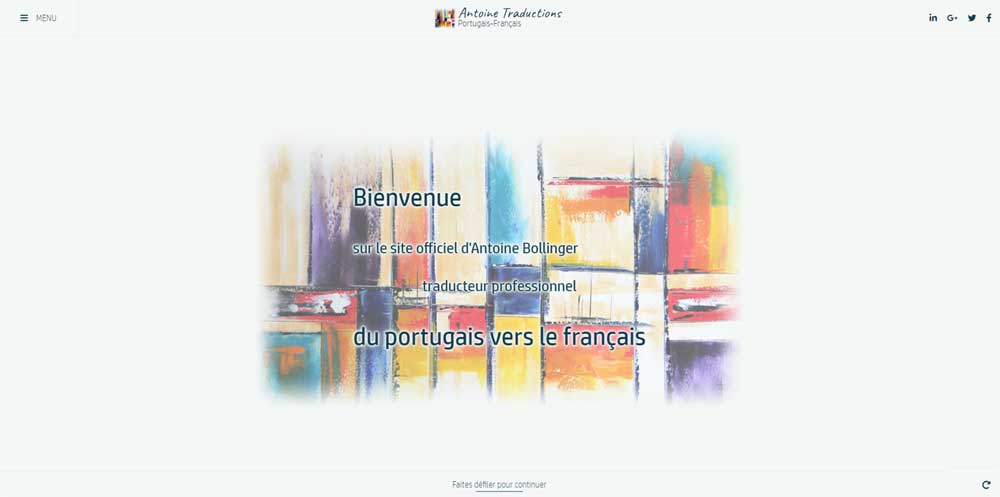 MENU
Antoine Traductions
Portugais-Français
in
G+
f
Bienvenue
sur le site officiel d'Antoine Bollinger
traducteur professionnel
du portugais vers le français
Faites défiler pour continuer